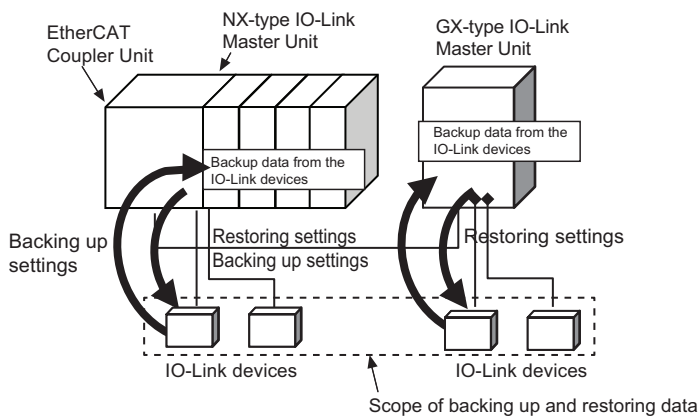 EtherCAT
Coupler Unit
NX-type IO-Link
Master Unit
GX-type IO-Link
Master Unit
Backup data from the
IO-Link devices
Backup data from the
IO-Link devices
Backing up
settings
Restoring settings
Backing up settings
Restoring settings
IO-Link devices
IO-Link devices
Scope of backing up and restoring data